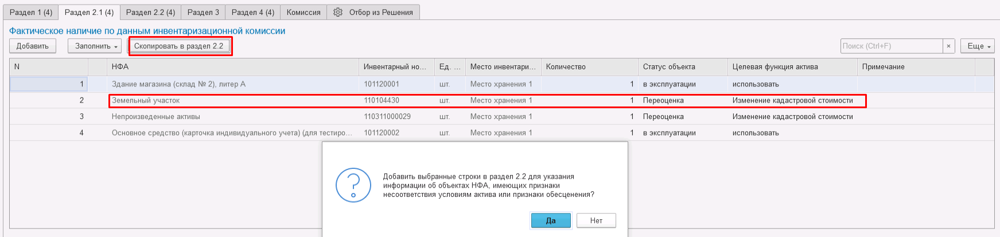 Раздел 1 (4) Раздел 2.1 (4) Раздел 2.2 (4) Раздел 3 Раздел 4 (4) Комиссия Отбор из Решения
Фактическое наличие по данным инвентаризационной комиссии
Добавить Заполнить Скопировать в раздел 2.2 Поиск (Ctrl+F) × Еще
N НФА Инвентарный но... Ед. ... Место инвентари... Количество Статус объекта Целевая функция актива Примечание
1 Здание магазина (склад № 2), литер А 101120001 шт. Место хранения 1 1 в эксплуатации использовать
2 Земельный участок 110104430 шт. Место хранения 1 1 Переоценка Изменение кадастровой стоимости
3 Непроизведенные активы 110311000029 шт. Место хранения 1 1 Переоценка Изменение кадастровой стоимости
4 Основное средство (карточка индивидуального учета) (для тестиро... 101120002 шт. Место хранения 1 1 в эксплуатации использовать
Добавить выбранные строки в раздел 2.2 для указания
информации об объектах НФА, имеющих признаки
несоответствия условиям актива или признаки обесценения?
Да Нет